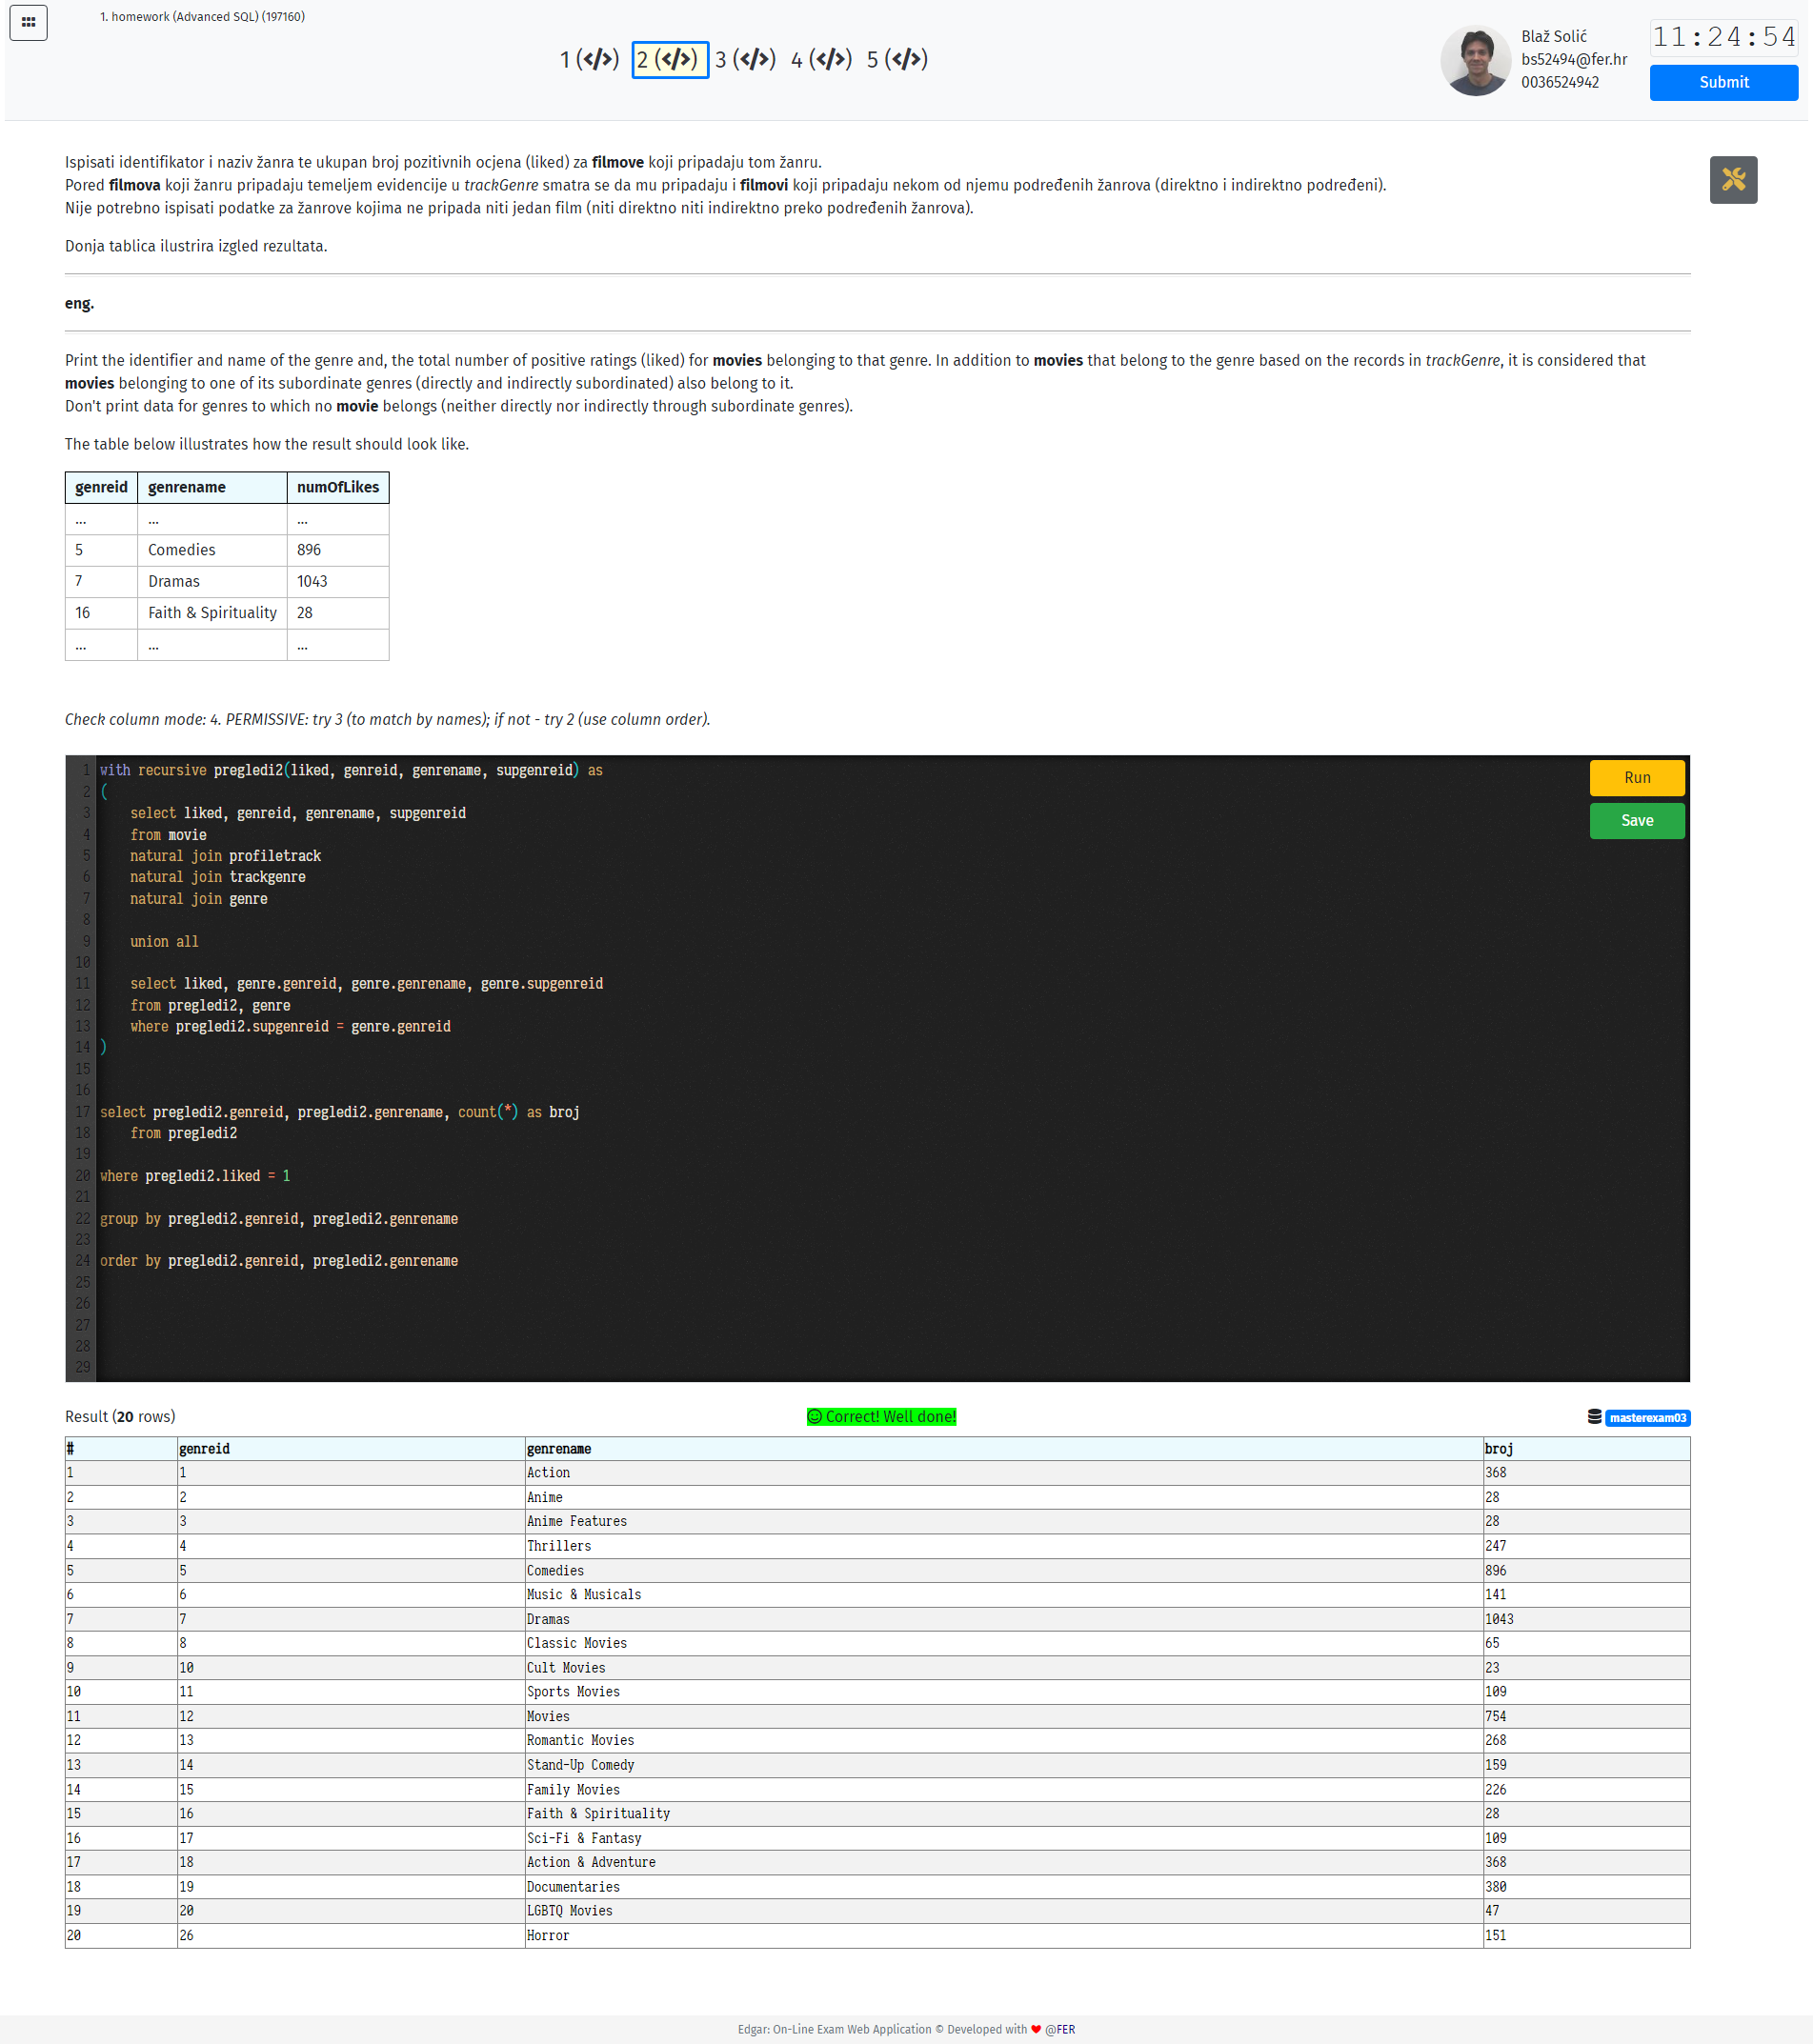 1. homework (Advanced SQL) (197160)
1 (</>) 2 (</>) 3 (</>) 4 (</>) 5 (</>)
Blaž Solić
bs52494@fer.hr
0036524942
11:24:54
Submit
Ispisati identifikator i naziv žanra te ukupan broj pozitivnih ocjena (liked) za filmove koji pripadaju tom žanru.
Pored filmova koji žanru pripadaju temeljem evidencije u trackGenre smatra se da mu pripadaju i filmovi koji pripadaju nekom od njemu podređenih žanrova (direktno i indirektno podređeni).
Nije potrebno ispisati podatke za žanrove kojima ne pripada niti jedan film (niti direktno niti indirektno preko podređenih žanrova).
Donja tablica ilustrira izgled rezultata.
eng.
Print the identifier and name of the genre and, the total number of positive ratings (liked) for movies belonging to that genre. In addition to movies that belong to the genre based on the records in trackGenre, it is considered that
movies belonging to one of its subordinate genres (directly and indirectly subordinated) also belong to it.
Don't print data for genres to which no movie belongs (neither directly nor indirectly through subordinate genres).
The table below illustrates how the result should look like.
genreid genrename numOfLikes
... ... ...
5 Comedies 896
7 Dramas 1043
16 Faith & Spirituality 28
... ... ...
Check column mode: 4. PERMISSIVE: try 3 (to match by names); if not - try 2 (use column order).
Run
Save
1 with recursive pregledi2(liked, genreid, genrename, supgenreid) as
2 (
3 select liked, genreid, genrename, supgenreid
4 from movie
5 natural join profiletrack
6 natural join trackgenre
7 natural join genre
8
9 union all
10
11 select liked, genre.genreid, genre.genrename, genre.supgenreid
12 from pregledi2, genre
13 where pregledi2.supgenreid = genre.genreid
14 )
15
16
17 select pregledi2.genreid, pregledi2.genrename, count(*) as broj
18 from pregledi2
19
20 where pregledi2.liked = 1
21
22 group by pregledi2.genreid, pregledi2.genrename
23
24 order by pregledi2.genreid, pregledi2.genrename
25
26
27
28
29
Result (20 rows) Correct! Well done! masterexam03
# genreid genrename broj
1 1 Action 368
2 2 Anime 28
3 3 Anime Features 28
4 4 Thrillers 247
5 5 Comedies 896
6 6 Music & Musicals 141
7 7 Dramas 1043
8 8 Classic Movies 65
9 10 Cult Movies 23
10 11 Sports Movies 109
11 12 Movies 754
12 13 Romantic Movies 268
13 14 Stand-Up Comedy 159
14 15 Family Movies 226
15 16 Faith & Spirituality 28
16 17 Sci-Fi & Fantasy 109
17 18 Action & Adventure 368
18 19 Documentaries 380
19 20 LGBTQ Movies 47
20 26 Horror 151
Edgar: On-Line Exam Web Application © Developed with ❤ @FER